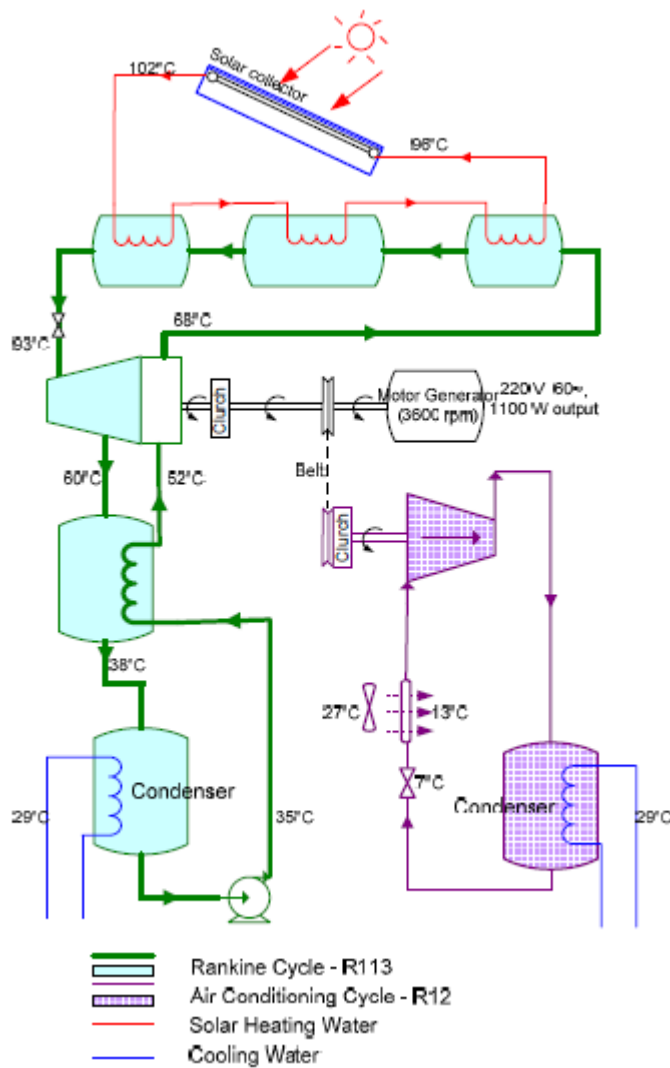 Solar collector
102°C
96°C
68°C
93°C
Clurch
Motor Generator
(3600 rpm)
220V 60~,
1100 W output
60°C
52°C
Belt
Clurch
38°C
27°C
13°C
7°C
Condenser
29°C
35°C
Condenser
29°C
Rankine Cycle - R113
Air Conditioning Cycle - R12
Solar Heating Water
Cooling Water